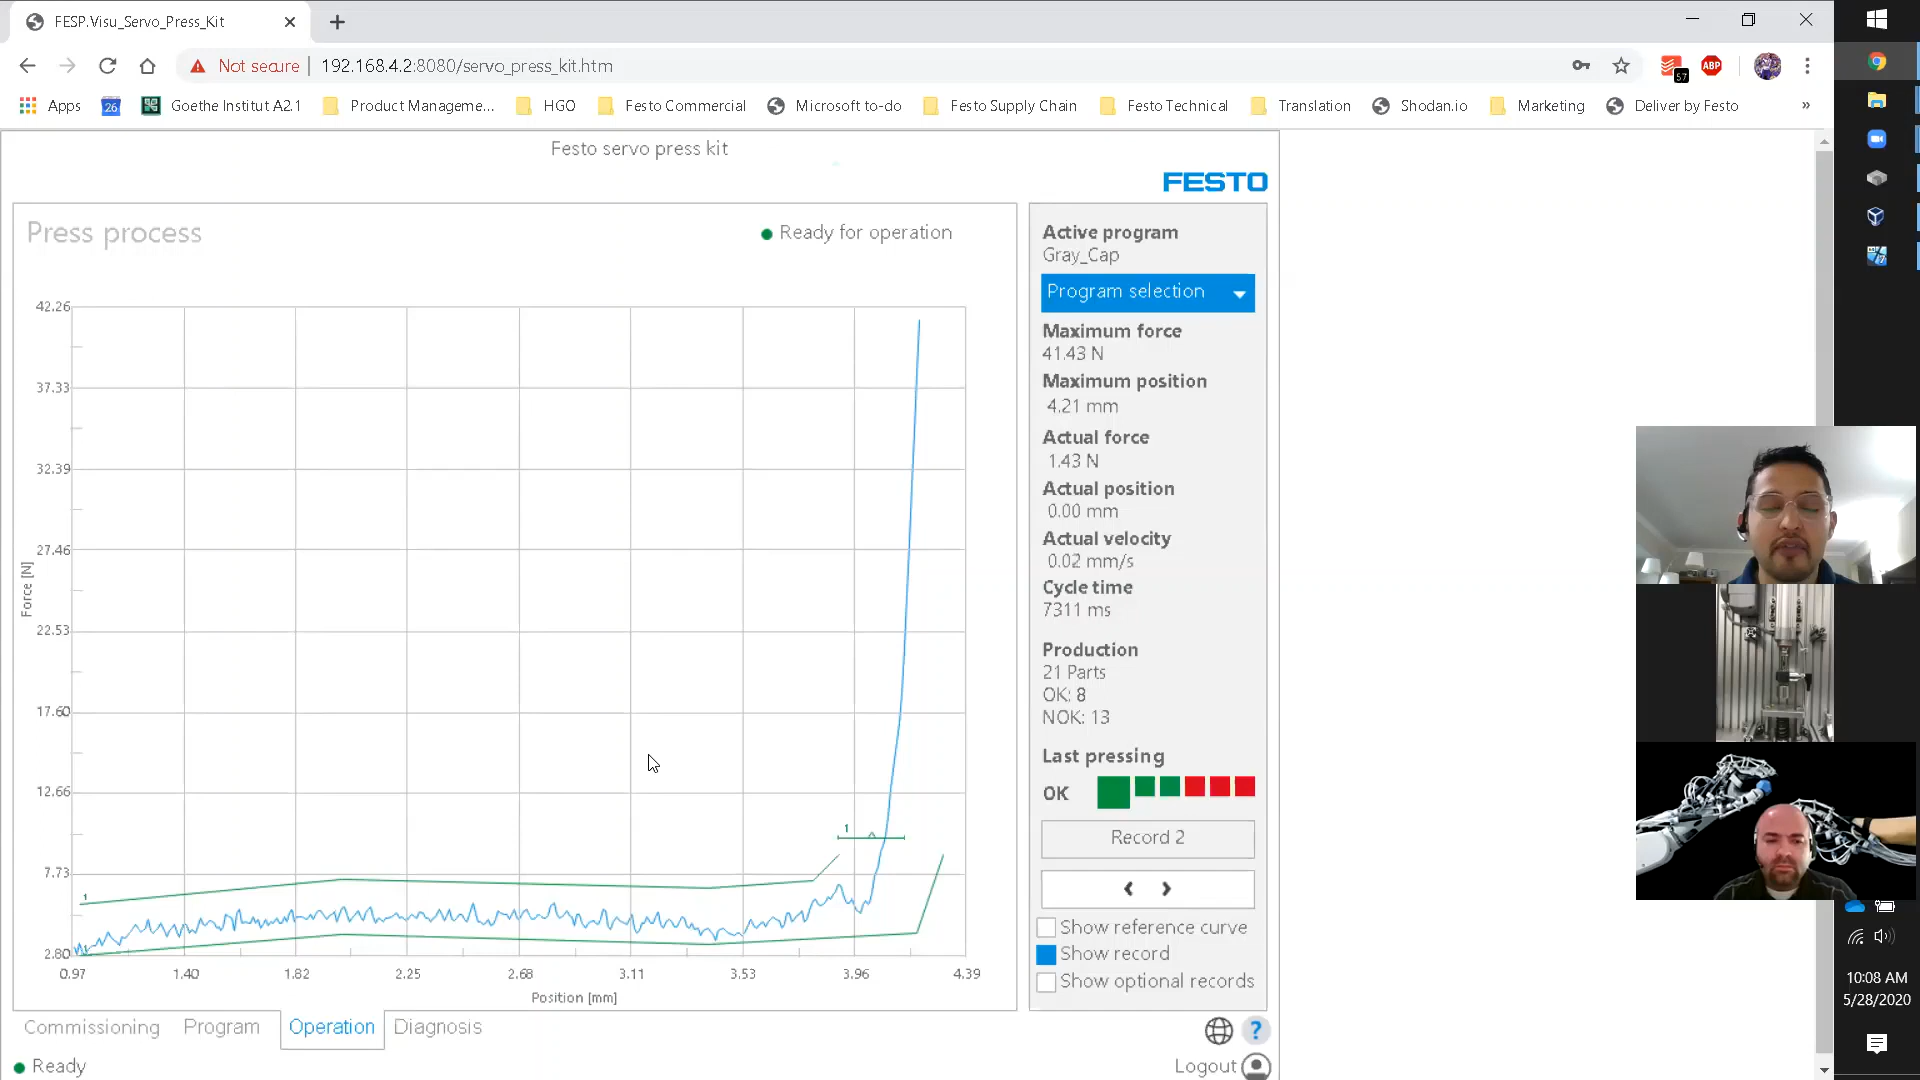 FESP.Visu_Servo_Press_Kit
Not secure | 192.168.4.2:8080/servo_press_kit.htm
57
ABP
Apps
26
Goethe Institut A2.1
Product Manageme...
HGO
Festo Commercial
Microsoft to-do
Festo Supply Chain
Festo Technical
Translation
Shodan.io
Marketing
Deliver by Festo
»
Festo servo press kit
FESTO
Press process
Ready for operation
42.26
37.33
32.39
27.46
22.53
17.60
12.66
7.73
2.80
Force [N]
1
1
0.97
1.40
1.82
2.25
2.68
3.11
3.53
3.96
4.39
Position [mm]
Active program
Gray_Cap
Program selection
Maximum force
41.43 N
Maximum position
4.21 mm
Actual force
1.43 N
Actual position
0.00 mm
Actual velocity
0.02 mm/s
Cycle time
7311 ms
Production
21 Parts
OK: 8
NOK: 13
Last pressing
OK
Record 2
Show reference curve
Show record
Show optional records
Commissioning
Program
Operation
Diagnosis
?
Ready
Logout
10:08 AM
5/28/2020